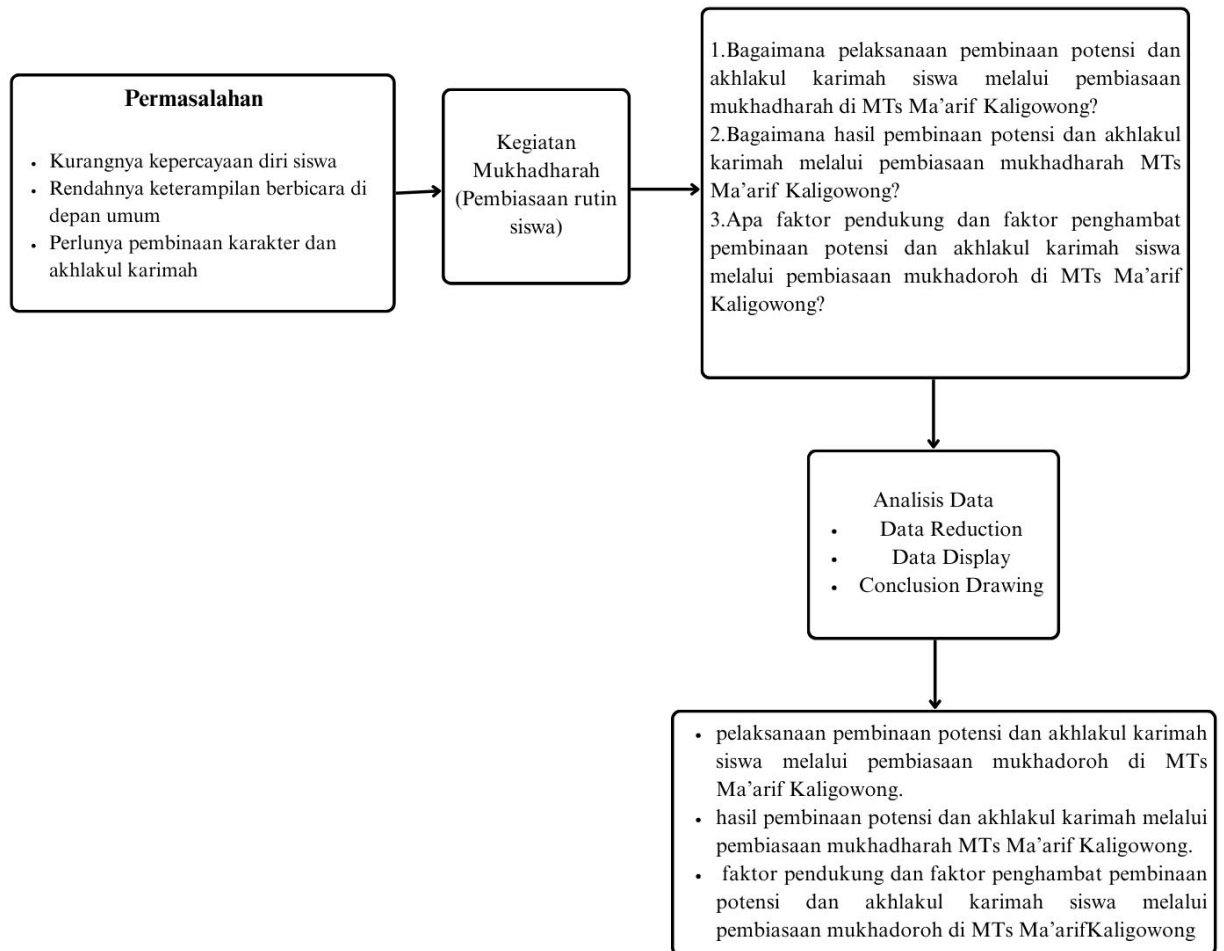 Permasalahan
• Kurangnya kepercayaan diri siswa
• Rendahnya keterampilan berbicara di
depan umum
• Perlunya pembinaan karakter dan
akhlakul karimah
Kegiatan
Mukhadharah
(Pembiasaan rutin
siswa)
1.Bagaimana pelaksanaan pembinaan potensi dan
akhlakul karimah siswa melalui pembiasaan
mukhadharah di MTs Ma’arif Kaligowong?
2.Bagaimana hasil pembinaan potensi dan akhlakul
karimah melalui pembiasaan mukhadharah MTs
Ma’arif Kaligowong?
3.Apa faktor pendukung dan faktor penghambat
pembinaan potensi dan akhlakul karimah siswa
melalui pembiasaan mukhadoroh di MTs Ma’arif
Kaligowong?
Analisis Data
• Data Reduction
• Data Display
• Conclusion Drawing
• pelaksanaan pembinaan potensi dan akhlakul karimah
siswa melalui pembiasaan mukhadoroh di MTs
Ma’arif Kaligowong.
• hasil pembinaan potensi dan akhlakul karimah melalui
pembiasaan mukhadharah MTs Ma’arif Kaligowong.
• faktor pendukung dan faktor penghambat pembinaan
potensi dan akhlakul karimah siswa melalui
pembiasaan mukhadoroh di MTs Ma’arifKaligowong